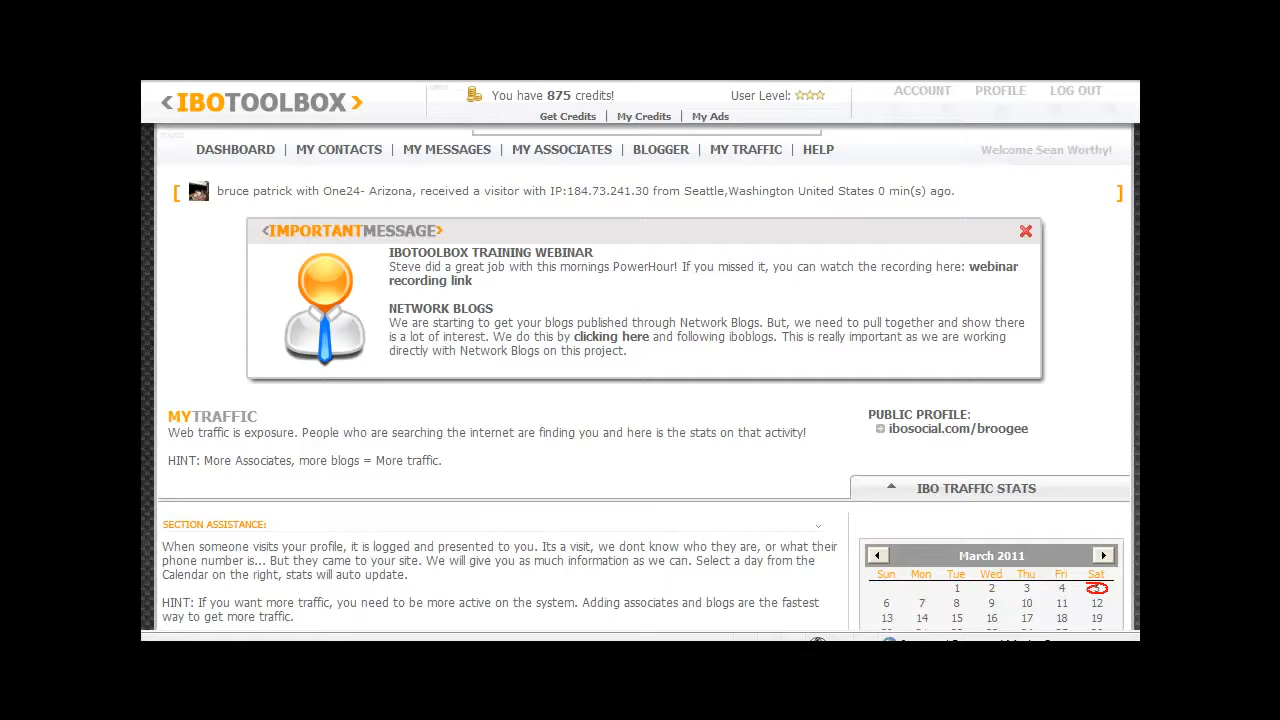 <IBOTOOLBOX>
You have 875 credits!
User Level:
ACCOUNT PROFILE LOG OUT
Get Credits | My Credits | My Ads
DASHBOARD | MY CONTACTS | MY MESSAGES | MY ASSOCIATES | BLOGGER | MY TRAFFIC | HELP
Welcome Sean Worthy!
[ bruce patrick with One24- Arizona, received a visitor with IP:184.73.241.30 from Seattle,Washington United States 0 min(s) ago. ]
<IMPORTANTMESSAGE>
IBOTOOLBOX TRAINING WEBINAR
Steve did a great job with this mornings PowerHour! If you missed it, you can watch the recording here: webinar
recording link
NETWORK BLOGS
We are starting to get your blogs published through Network Blogs. But, we need to pull together and show there
is a lot of interest. We do this by clicking here and following iboblogs. This is really important as we are working
directly with Network Blogs on this project.
MYTRAFFIC
Web traffic is exposure. People who are searching the internet are finding you and here is the stats on that activity!
HINT: More Associates, more blogs = More traffic.
PUBLIC PROFILE:
ibosocial.com/broogee
IBO TRAFFIC STATS
SECTION ASSISTANCE:
When someone visits your profile, it is logged and presented to you. Its a visit, we dont know who they are, or what their
phone number is... But they came to your site. We will give you as much information as we can. Select a day from the
Calendar on the right, stats will auto update.
HINT: If you want more traffic, you need to be more active on the system. Adding associates and blogs are the fastest
way to get more traffic.
March 2011
Sun Mon Tue Wed Thu Fri Sat
1 2 3 4 5
6 7 8 9 10 11 12
13 14 15 16 17 18 19